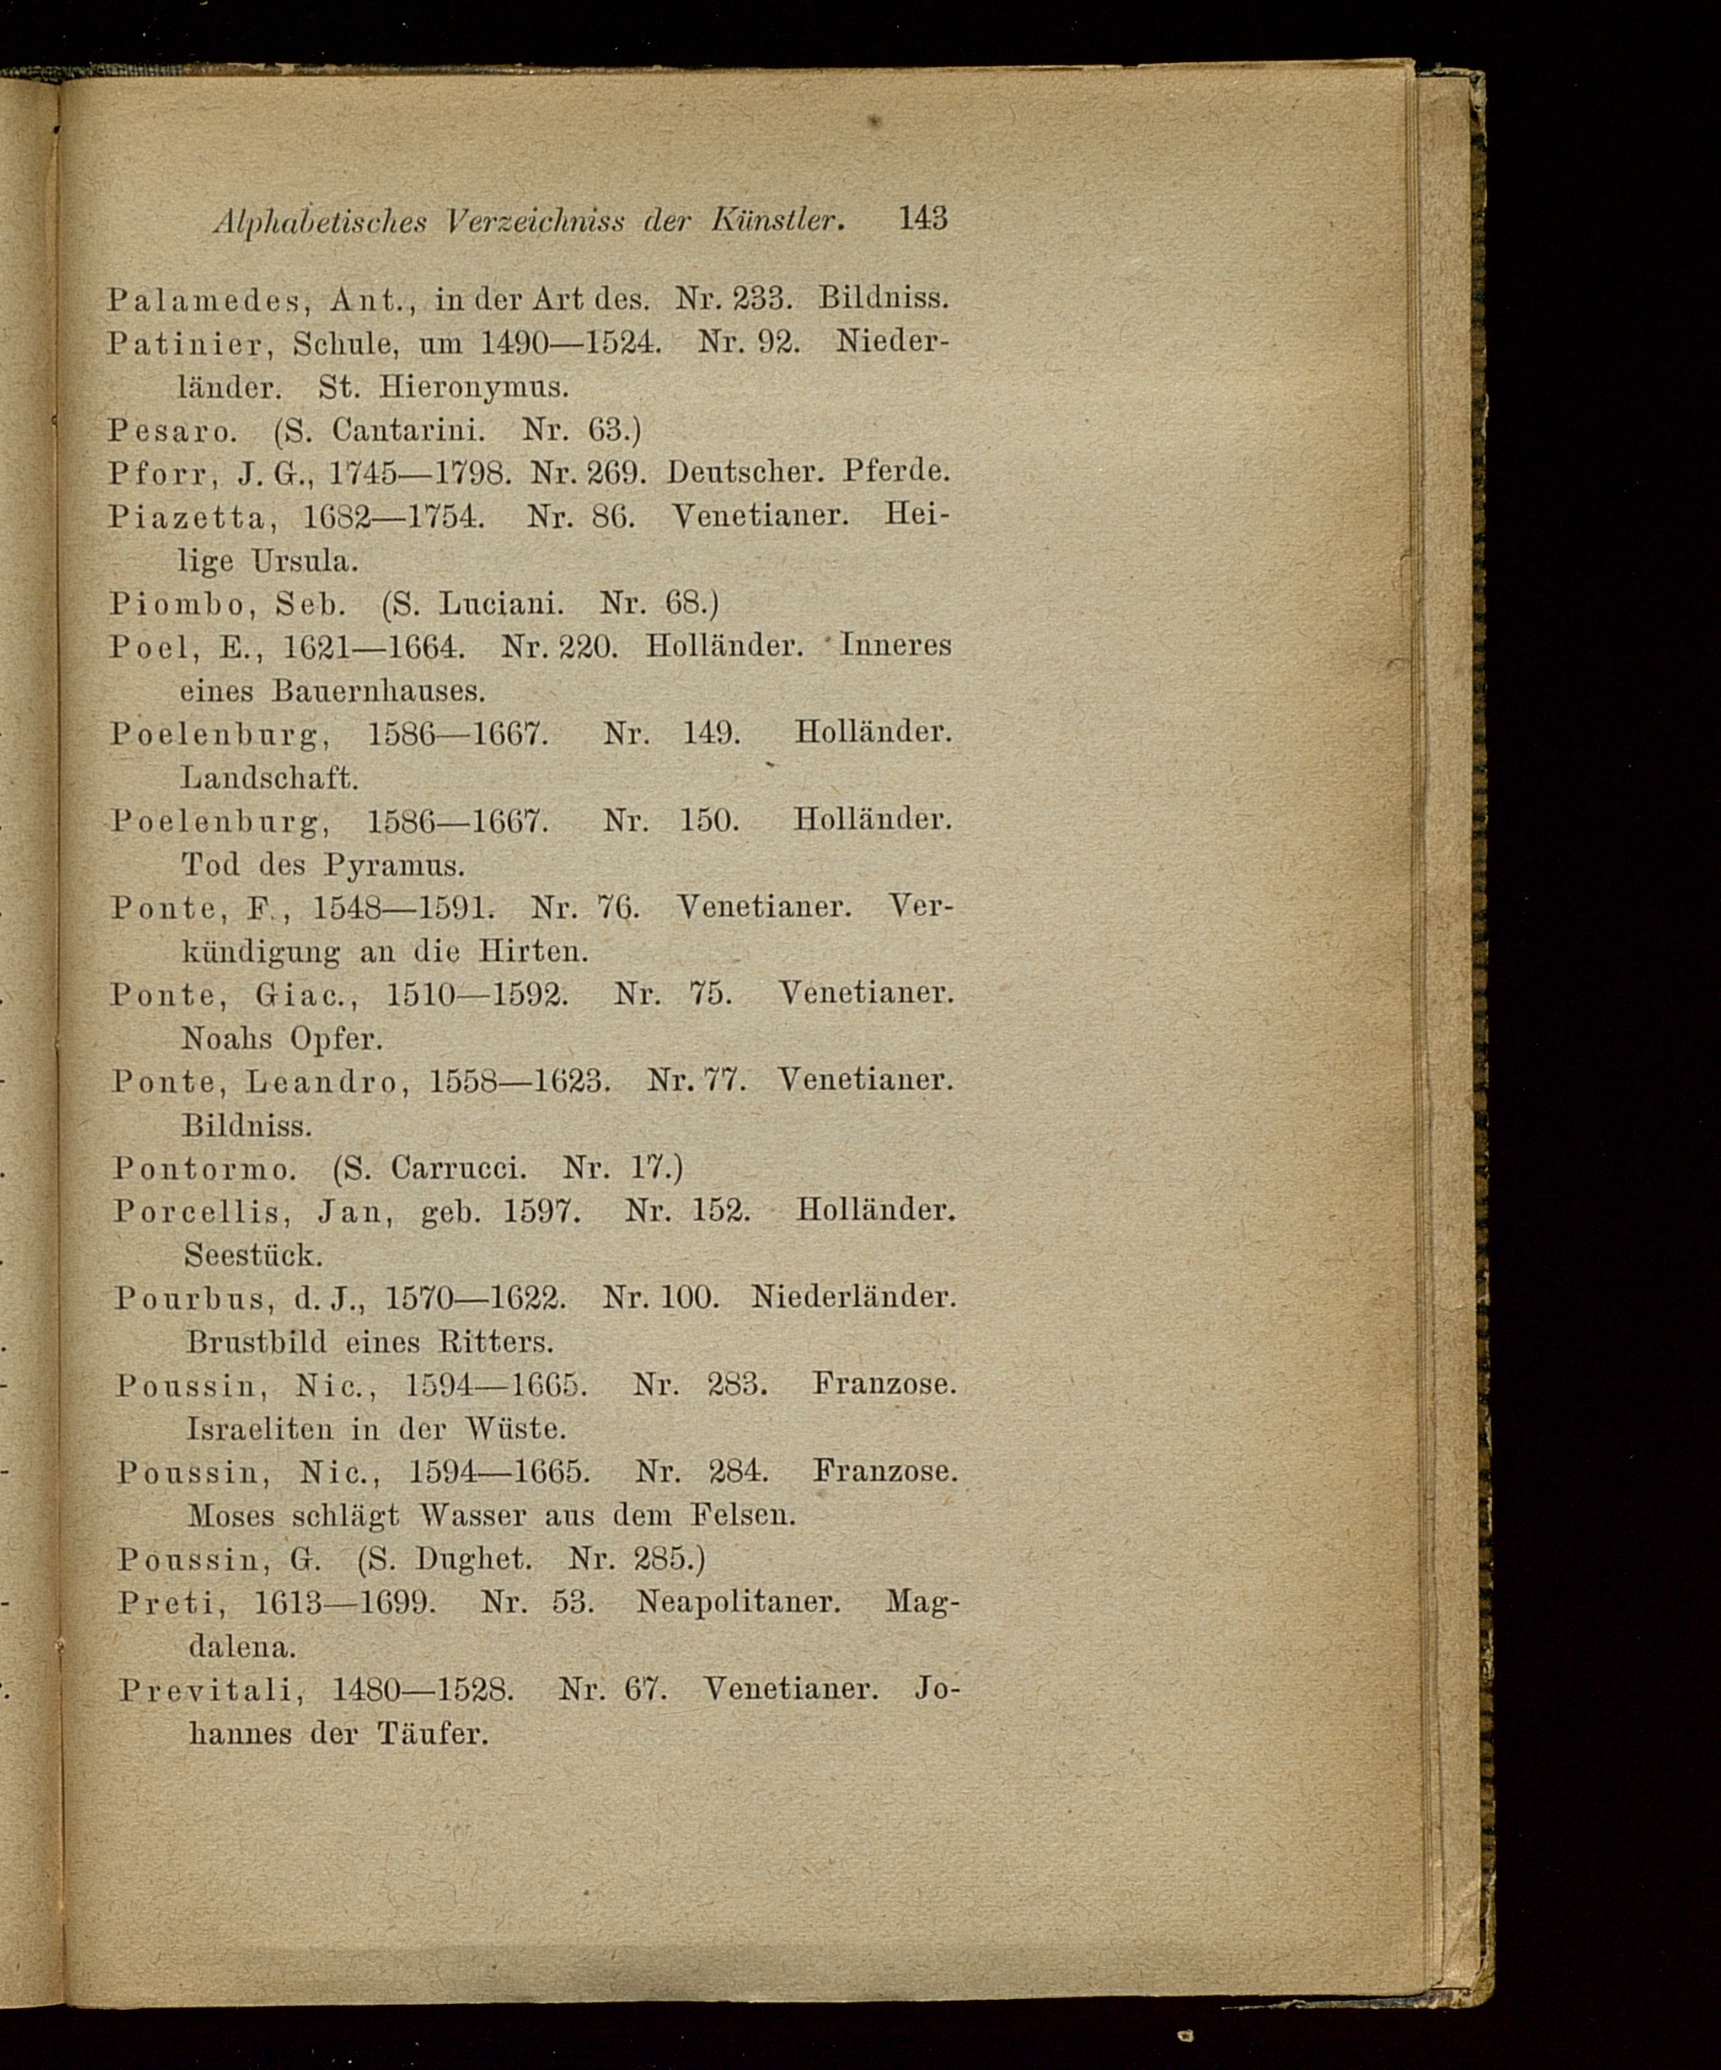 Alphabetisches Verzeichniss der Künstler. 143
Palamedes, Ant., in der Art des. Nr. 233. Bildniss.
Patinier, Schule, um 1490—1524. Nr. 92. Nieder-
länder. St. Hieronymus.
Pesaro. (S. Cantarini. Nr. 63.)
Pforr, J. G., 1745—1798. Nr. 269. Deutscher. Pferde.
Piazetta, 1682—1754. Nr. 86. Venetianer. Hei-
lige Ursula.
Piombo, Seb. (S. Luciani. Nr. 68.)
Poel, E., 1621—1664. Nr. 220. Holländer. Inneres
eines Bauernhauses.
Poelenburg, 1586—1667. Nr. 149. Holländer.
Landschaft.
Poelenburg, 1586—1667. Nr. 150. Holländer.
Tod des Pyramus.
Ponte, F., 1548—1591. Nr. 76. Venetianer. Ver-
kündigung an die Hirten.
Ponte, Giac., 1510—1592. Nr. 75. Venetianer.
Noahs Opfer.
Ponte, Leandro, 1558—1623. Nr. 77. Venetianer.
Bildniss.
Pontormo. (S. Carrucci. Nr. 17.)
Porcellis, Jan, geb. 1597. Nr. 152. Holländer.
Seestück.
Pourbus, d. J., 1570—1622. Nr. 100. Niederländer.
Brustbild eines Ritters.
Poussin, Nic., 1594—1665. Nr. 283. Franzose.
Israeliten in der Wüste.
Poussin, Nic., 1594—1665. Nr. 284. Franzose.
Moses schlägt Wasser aus dem Felsen.
Poussin, G. (S. Dughet. Nr. 285.)
Preti, 1613—1699. Nr. 53. Neapolitaner. Mag-
dalena.
Previtali, 1480—1528. Nr. 67. Venetianer. Jo-
hannes der Täufer.